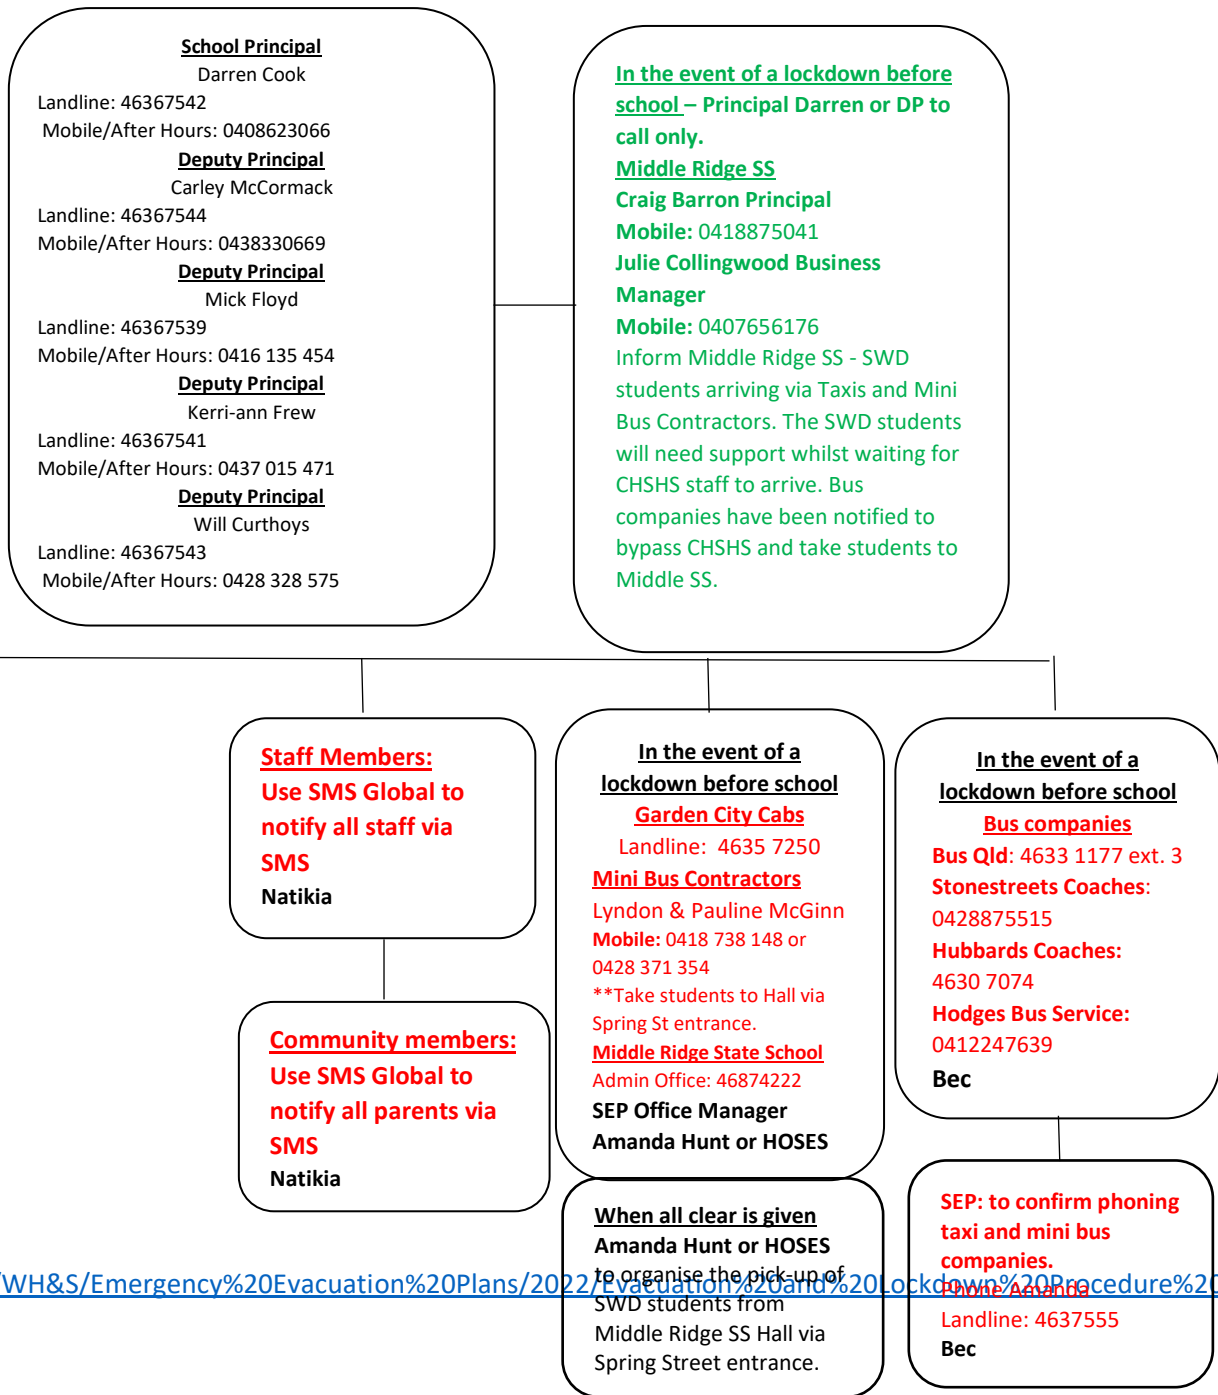 School Principal
Darren Cook
Landline: 46367542
Mobile/After Hours: 0408623066
Deputy Principal
Carley McCormack
Landline: 46367544
Mobile/After Hours: 0438330669
Deputy Principal
Mick Floyd
Landline: 46367539
Mobile/After Hours: 0416 135 454
Deputy Principal
Kerri-ann Frew
Landline: 46367541
Mobile/After Hours: 0437 015 471
Deputy Principal
Will Curthoys
Landline: 46367543
Mobile/After Hours: 0428 328 575
In the event of a lockdown before
school – Principal Darren or DP to
call only.
Middle Ridge SS
Craig Barron Principal
Mobile: 0418875041
Julie Collingwood Business
Manager
Mobile: 0407656176
Inform Middle Ridge SS - SWD
students arriving via Taxis and Mini
Bus Contractors. The SWD students
will need support whilst waiting for
CHSHS staff to arrive. Bus
companies have been notified to
bypass CHSHS and take students to
Middle SS.
Staff Members:
Use SMS Global to
notify all staff via
SMS
Natikia
Community members:
Use SMS Global to
notify all parents via
SMS
Natikia
In the event of a
lockdown before school
Garden City Cabs
Landline: 4635 7250
Mini Bus Contractors
Lyndon & Pauline McGinn
Mobile: 0418 738 148 or
0428 371 354
**Take students to Hall via
Spring St entrance.
Middle Ridge State School
Admin Office: 46874222
SEP Office Manager
Amanda Hunt or HOSES
When all clear is given
Amanda Hunt or HOSES
to organise the pick-up of
SWD students from
Middle Ridge SS Hall via
Spring Street entrance.
In the event of a
lockdown before school
Bus companies
Bus Qld: 4633 1177 ext. 3
Stonestreets Coaches:
0428875515
Hubbards Coaches:
4630 7074
Hodges Bus Service:
0412247639
Bec
SEP: to confirm phoning
taxi and mini bus
companies.
Phone Amanda
Landline: 4637555
Bec
/WH&S/Emergency%20Evacuation%20Plans/2022/Evacuation%20and%20Lockdown%20Procedure%20